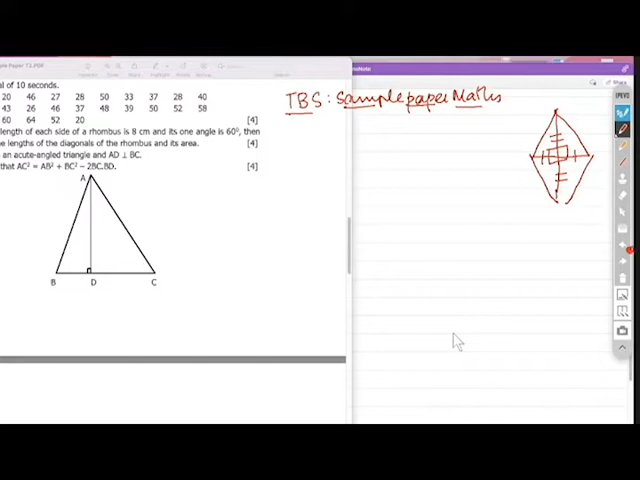 TBS : Sample paper Maths
al of 10 seconds.
20 46 27 28 50 33 37 28 40
43 26 46 37 48 39 50 52 58
60 64 52 20 [4]
length of each side of a rhombus is 8 cm and its one angle is 60⁰, then
e lengths of the diagonals of the rhombus and its area. [4]
an acute-angled triangle and AD ⊥ BC.
that AC² = AB² + BC² − 2BC.BD. [4]
A
B D C
IPEVO